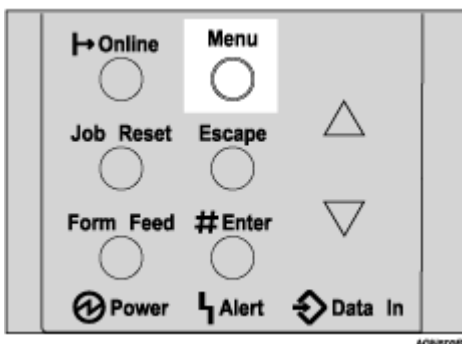 Online Menu
Job Reset Escape
Form Feed # Enter
Power Alert Data In